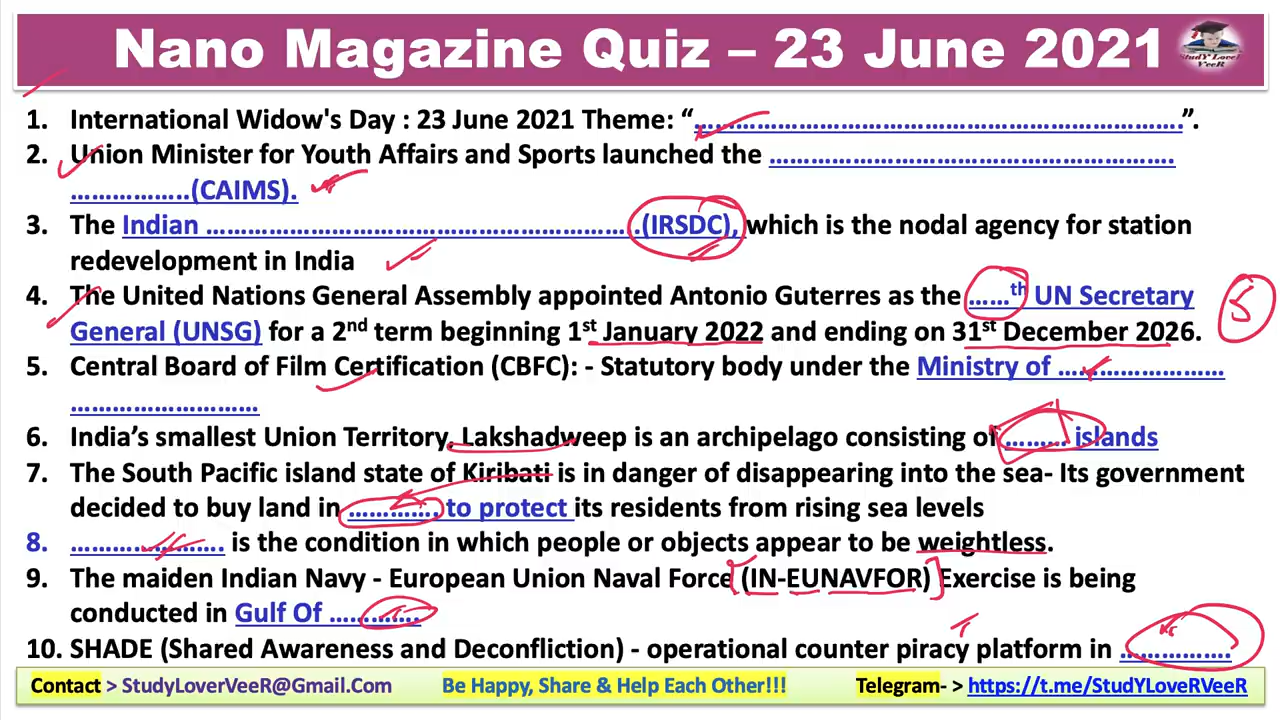 Nano Magazine Quiz – 23 June 2021
StudY LoveR
VeeR
1. International Widow's Day : 23 June 2021 Theme: “……………………………………………………………….”.
2. Union Minister for Youth Affairs and Sports launched the ………………………………………………….
……………..(CAIMS).
3. The Indian …………………………………………………….(IRSDC), which is the nodal agency for station
redevelopment in India
4. The United Nations General Assembly appointed Antonio Guterres as the ……th UN Secretary
General (UNSG) for a 2nd term beginning 1st January 2022 and ending on 31st December 2026.
5
5. Central Board of Film Certification (CBFC): - Statutory body under the Ministry of ……………………
………………………
6. India’s smallest Union Territory, Lakshadweep is an archipelago consisting of ……… islands
7. The South Pacific island state of Kiribati is in danger of disappearing into the sea- Its government
decided to buy land in …………. to protect its residents from rising sea levels
8. …………………. is the condition in which people or objects appear to be weightless.
9. The maiden Indian Navy - European Union Naval Force (IN-EUNAVFOR) Exercise is being
conducted in Gulf Of ………….
10. SHADE (Shared Awareness and Deconfliction) - operational counter piracy platform in …………….
Contact > StudyLoverVeeR@Gmail.Com Be Happy, Share & Help Each Other!!! Telegram- > https://t.me/StudYLoveRVeeR